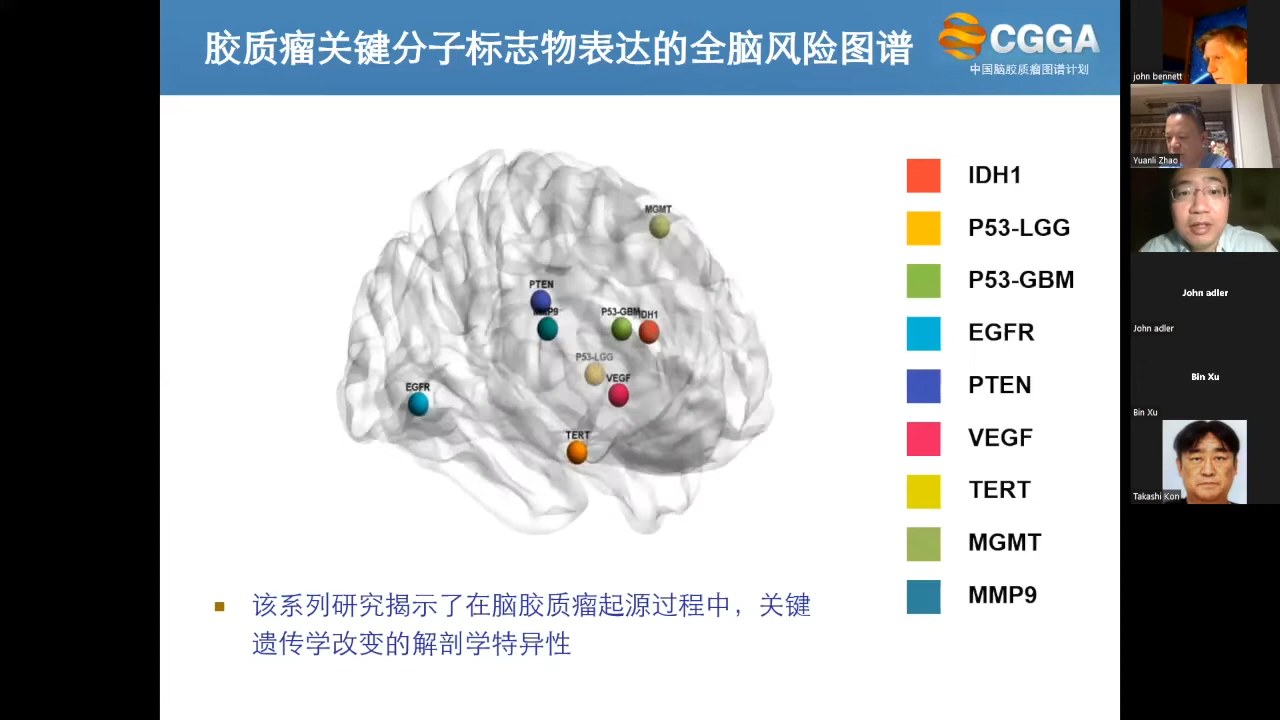 胶质瘤关键分子标志物表达的全脑风险图谱
CGGA
中国脑胶质瘤图谱计划
MGMT
PTEN
MMP9
P53-GBM
IDH1
P53-LGG
VEGF
EGFR
TERT
IDH1
P53-LGG
P53-GBM
EGFR
PTEN
VEGF
TERT
MGMT
MMP9
该系列研究揭示了在脑胶质瘤起源过程中，关键
遗传学改变的解剖学特异性
john bennett
Yuanli Zhao
John adler
John adler
Bin Xu
Bin Xu
Takashi Kon